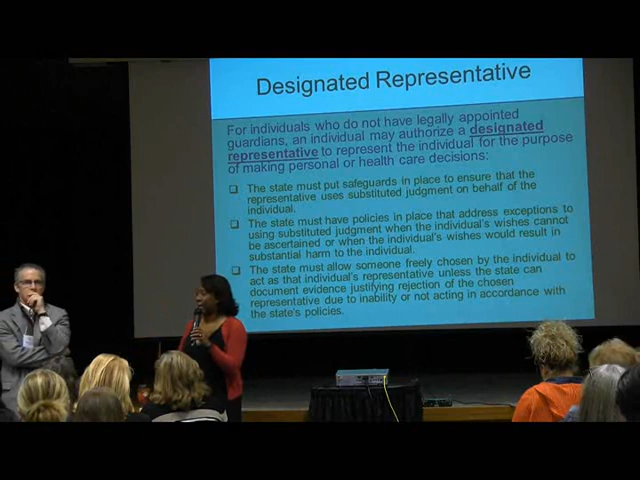 Designated Representative
For individuals who do not have legally appointed
guardians, an individual may authorize a designated
representative to represent the individual for the purpose
of making personal or health care decisions:
❑ The state must put safeguards in place to ensure that the
representative uses substituted judgment on behalf of the
individual.
❑ The state must have policies in place that address exceptions to
using substituted judgment when the individual's wishes cannot
be ascertained or when the individual's wishes would result in
substantial harm to the individual.
❑ The state must allow someone freely chosen by the individual to
act as that individual's representative unless the state can
document evidence justifying rejection of the chosen
representative due to inability or not acting in accordance with
the state's policies.